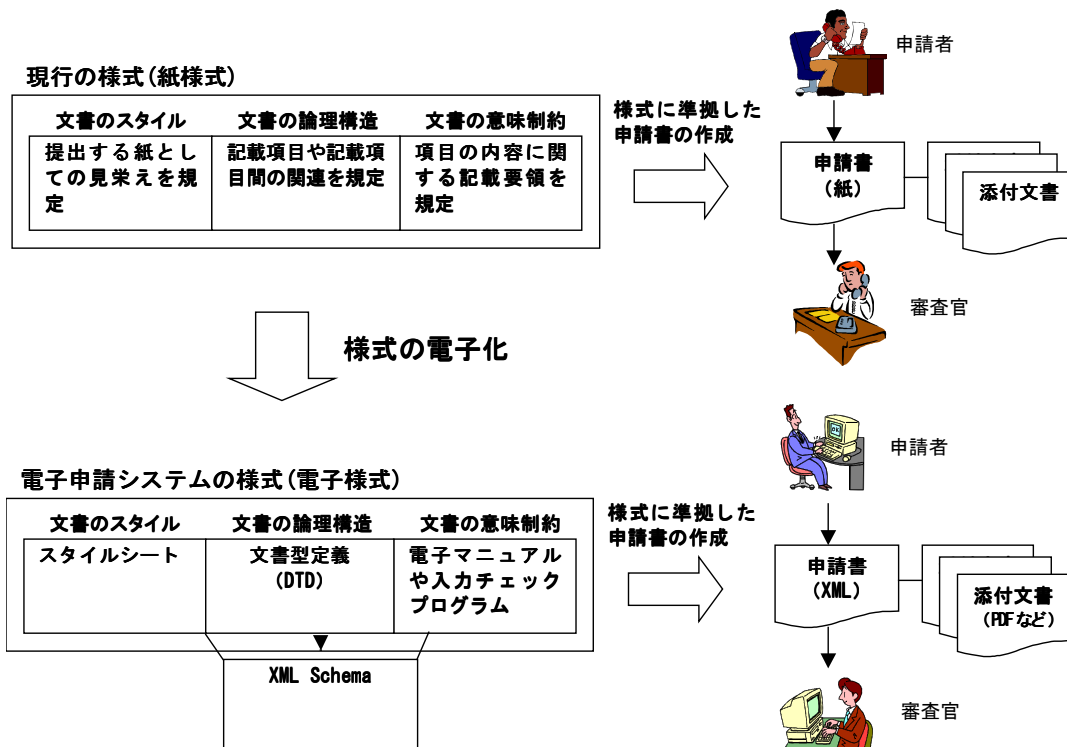 申請者
現行の様式(紙様式)
文書のスタイル
文書の論理構造
文書の意味制約
提出する紙とし
ての見栄えを規
定
記載項目や記載項
目間の関連を規定
項目の内容に関
する記載要領を
規定
様式に準拠した
申請書の作成
申請書
(紙)
添付文書
審査官
様式の電子化
申請者
電子申請システムの様式(電子様式)
文書のスタイル
文書の論理構造
文書の意味制約
スタイルシート
文書型定義
(DTD)
電子マニュアル
や入力チェック
プログラム
XML Schema
様式に準拠した
申請書の作成
申請書
(XML)
添付文書
(PDFなど)
審査官